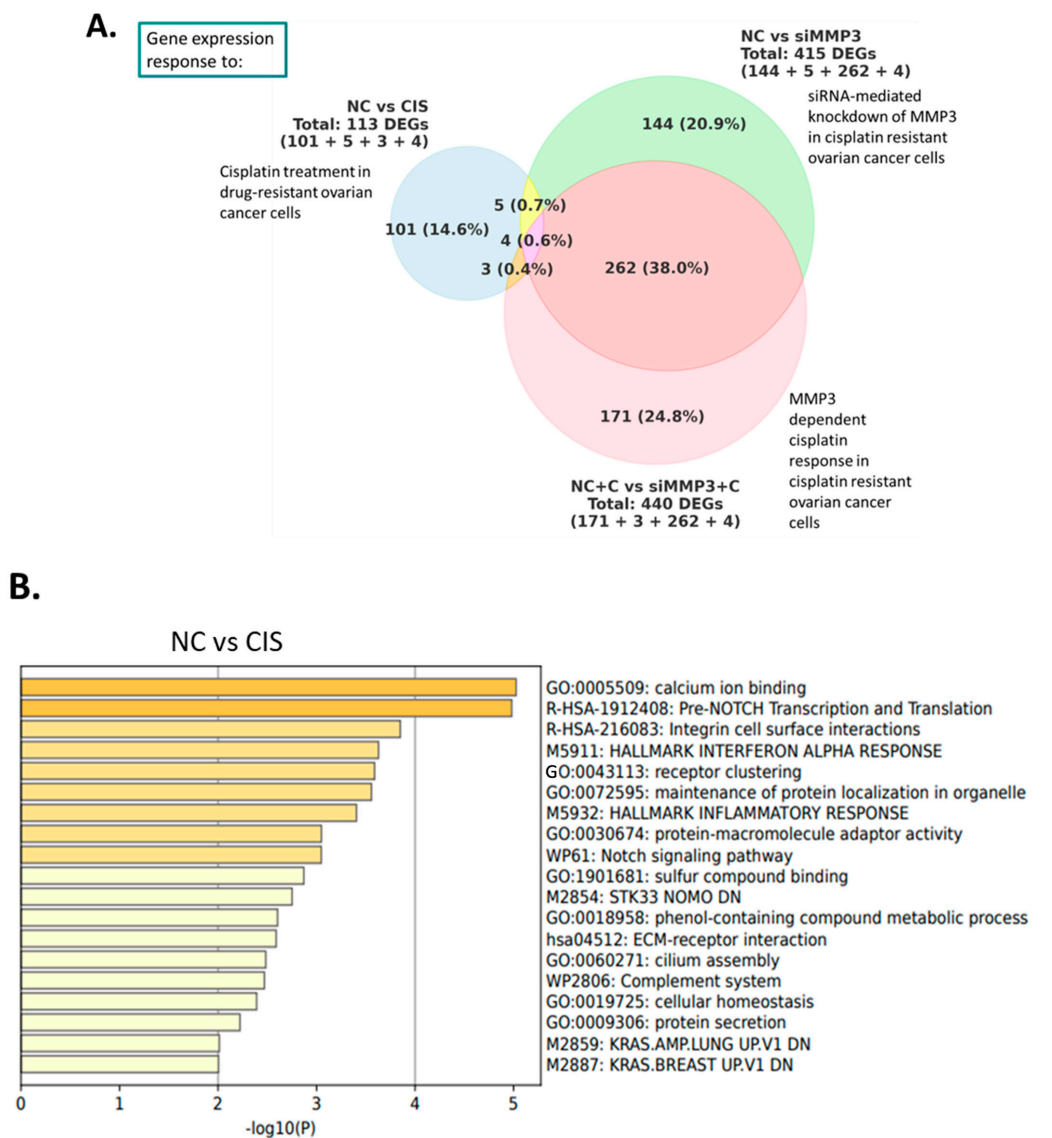 A.
Gene expression
response to:
NC vs CIS
Total: 113 DEGs
(101 + 5 + 3 + 4)
Cisplatin treatment in
drug-resistant ovarian
cancer cells
NC vs siMMP3
Total: 415 DEGs
(144 + 5 + 262 + 4)
siRNA-mediated
knockdown of MMP3
in cisplatin resistant
ovarian cancer cells
144 (20.9%)
5 (0.7%)
101 (14.6%)
4 (0.6%)
3 (0.4%)
262 (38.0%)
171 (24.8%)
MMP3
dependent
cisplatin
response in
cisplatin resistant
ovarian cancer
cells
NC+C vs siMMP3+C
Total: 440 DEGs
(171 + 3 + 262 + 4)
B.
NC vs CIS
GO:0005509: calcium ion binding
R-HSA-1912408: Pre-NOTCH Transcription and Translation
R-HSA-216083: Integrin cell surface interactions
M5911: HALLMARK INTERFERON ALPHA RESPONSE
GO:0043113: receptor clustering
GO:0072595: maintenance of protein localization in organelle
M5932: HALLMARK INFLAMMATORY RESPONSE
GO:0030674: protein-macromolecule adaptor activity
WP61: Notch signaling pathway
GO:1901681: sulfur compound binding
M2854: STK33 NOMO DN
GO:0018958: phenol-containing compound metabolic process
hsa04512: ECM-receptor interaction
GO:0060271: cilium assembly
WP2806: Complement system
GO:0019725: cellular homeostasis
GO:0009306: protein secretion
M2859: KRAS.AMP.LUNG UP.V1 DN
M2887: KRAS.BREAST UP.V1 DN
0 1 2 3 4 5
-log10(P)